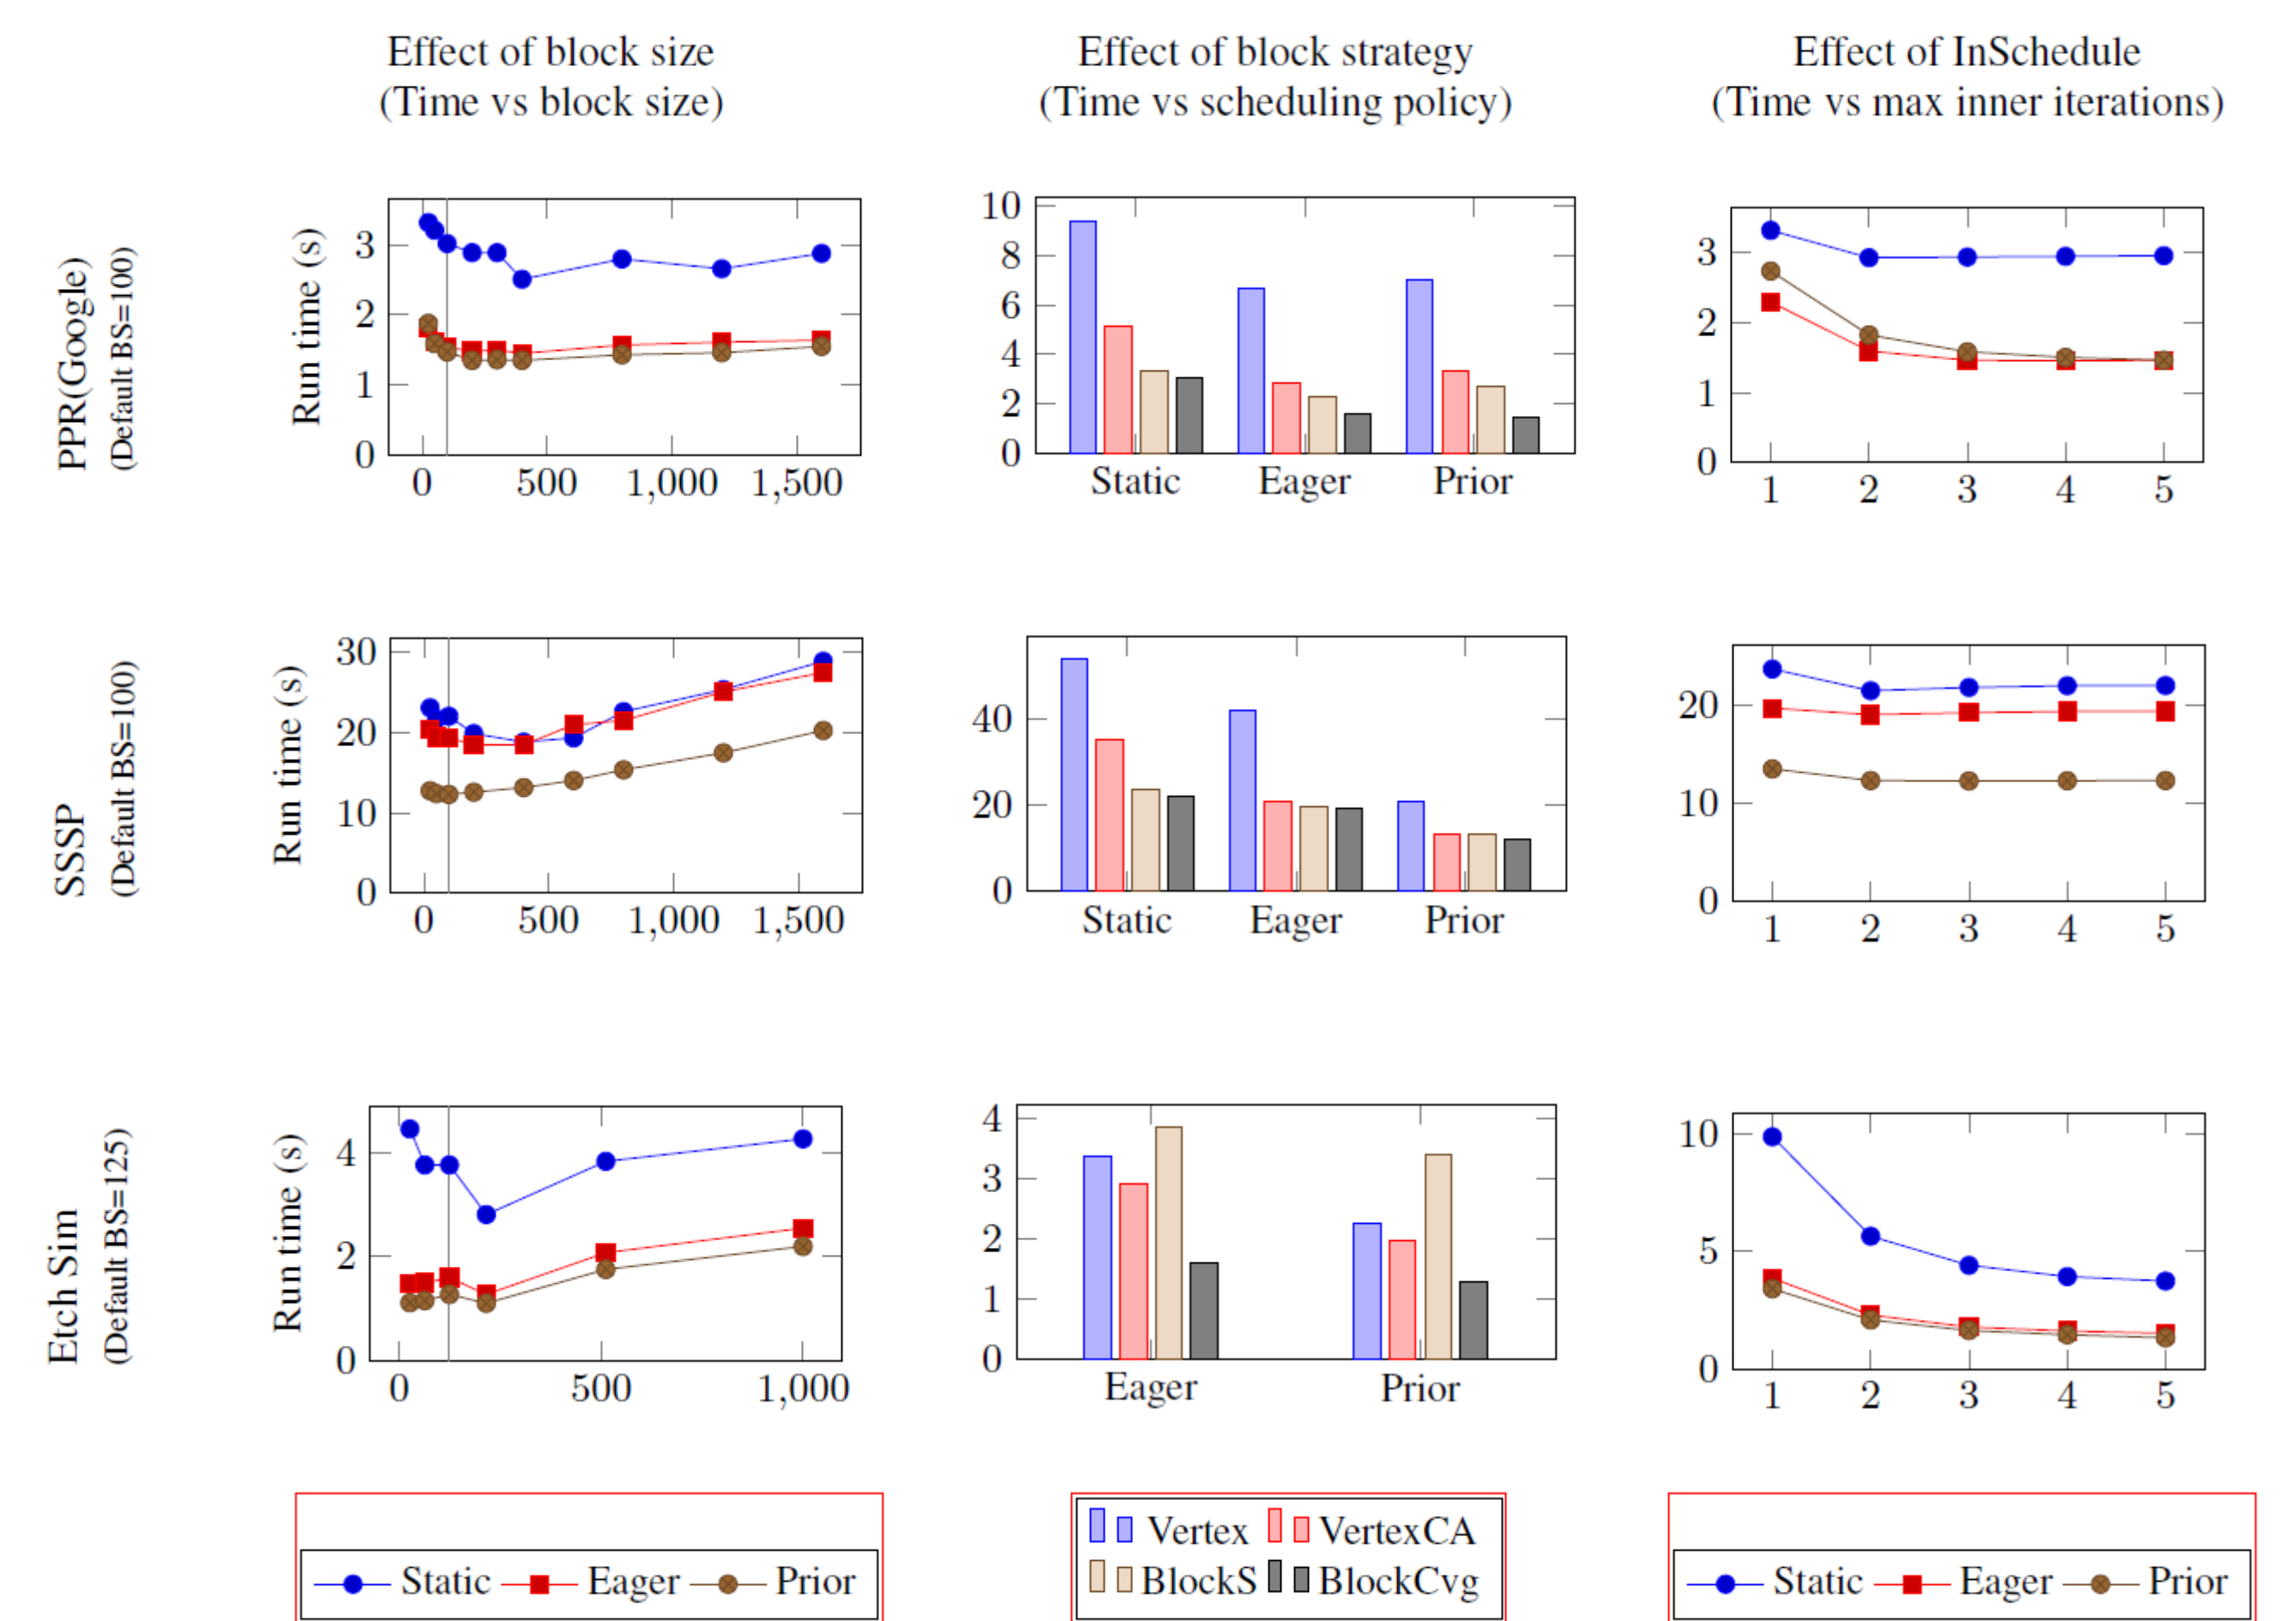 Effect of block size
(Time vs block size)
Effect of block strategy
(Time vs scheduling policy)
Effect of InSchedule
(Time vs max inner iterations)
PPR(Google)
(Default BS=100)
Run time (s)
3
2
1
0
0 500 1,000 1,500
10
8
6
4
2
0
Static Eager Prior
3
2
1
0
1 2 3 4 5
SSSP
(Default BS=100)
Run time (s)
30
20
10
0
0 500 1,000 1,500
40
20
0
Static Eager Prior
20
10
0
1 2 3 4 5
Etch Sim
(Default BS=125)
Run time (s)
4
2
0
0 500 1,000
4
3
2
1
0
Eager Prior
10
5
0
1 2 3 4 5
Static Eager Prior
Vertex VertexCA
BlockS BlockCvg
Static Eager Prior